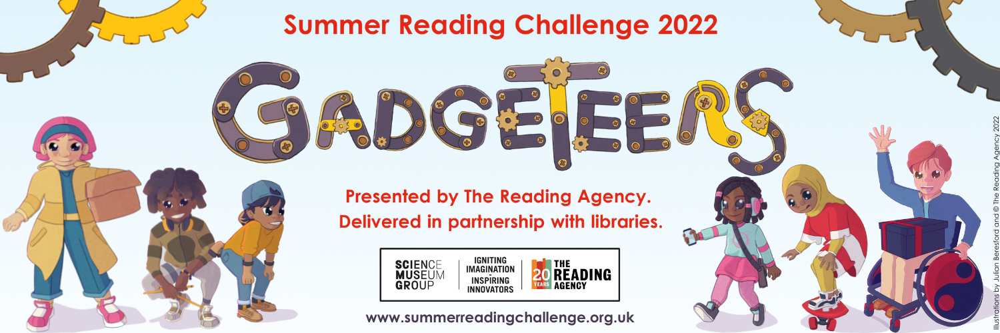 Summer Reading Challenge 2022
GADGETEERS
Presented by The Reading Agency.
Delivered in partnership with libraries.
SCIENCE
MUSEUM
GROUP
IGNITING
IMAGINATION
-
INSPIRING
INNOVATORS
20
YEARS
THE
READING
AGENCY
www.summerreadingchallenge.org.uk
Illustrations by Julian Beresford and © The Reading Agency 2022